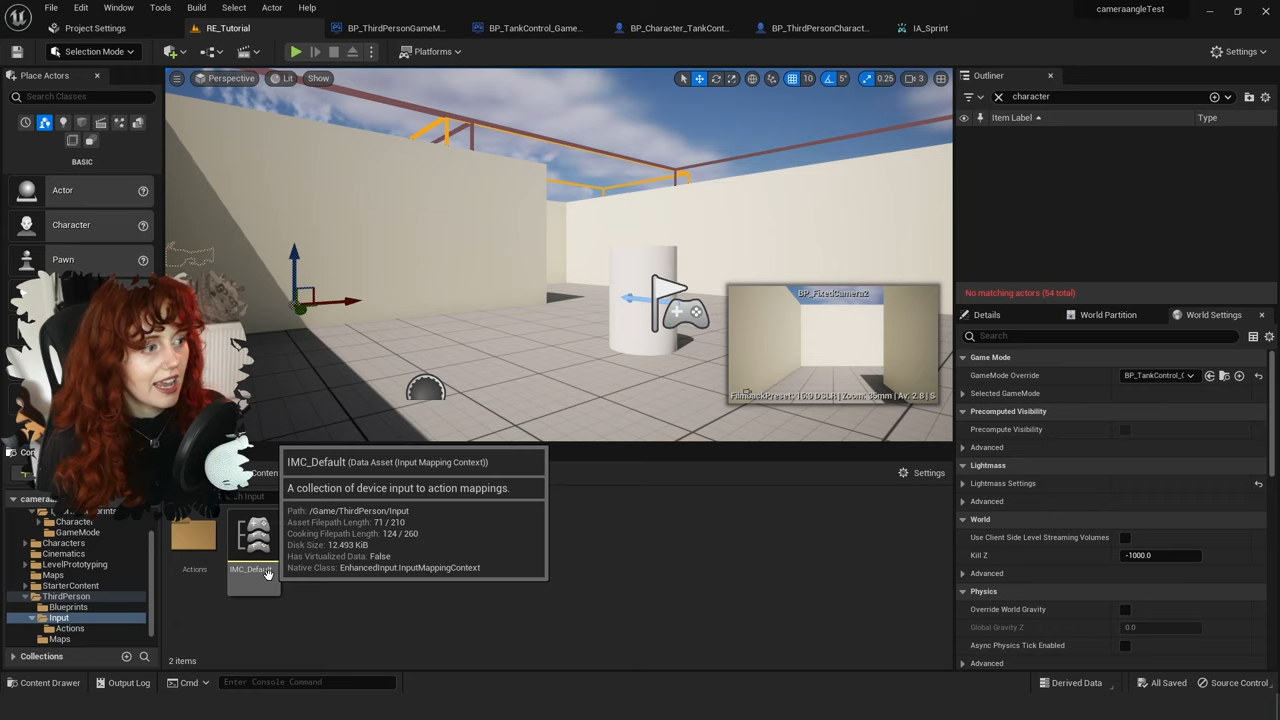 File Edit Window Tools Build Select Actor Help
cameraangleTest
Project Settings
RE_Tutorial
BP_ThirdPersonGameM...
BP_TankControl_Game...
BP_Character_TankCont...
BP_ThirdPersonCharact...
IA_Sprint
Selection Mode
Platforms
Settings
Place Actors
Search Classes
BASIC
Actor
Character
Pawn
Perspective
Lit
Show
10
5°
0.25
3
BP_FixedCamera2
FilmbackPreset: 16:9 DSLR | Zoom: 35mm | Av: 2.8 | S
Outliner
character
Item Label
Type
No matching actors (54 total)
Details
World Partition
World Settings
Search
Game Mode
GameMode Override
BP_TankControl_G
Selected GameMode
Precomputed Visibility
Precompute Visibility
Advanced
Lightmass
Lightmass Settings
Advanced
World
Use Client Side Level Streaming Volumes
Kill Z
-1000.0
Advanced
Physics
Override World Gravity
Global Gravity Z
0.0
Async Physics Tick Enabled
Advanced
Settings
Input
Character
GameMode
Characters
Cinematics
LevelPrototyping
Maps
StarterContent
ThirdPerson
Blueprints
Input
Actions
Maps
Collections
Actions
IMC_Default
IMC_Default (Data Asset (Input Mapping Context))
A collection of device input to action mappings.
Path: /Game/ThirdPerson/Input
Asset Filepath Length: 71 / 210
Cooking Filepath Length: 124 / 260
Disk Size: 12.493 KiB
Has Virtualized Data: False
Native Class: EnhancedInput.InputMappingContext
2 items
Content Drawer
Output Log
Cmd
Enter Console Command
Derived Data
All Saved
Source Control